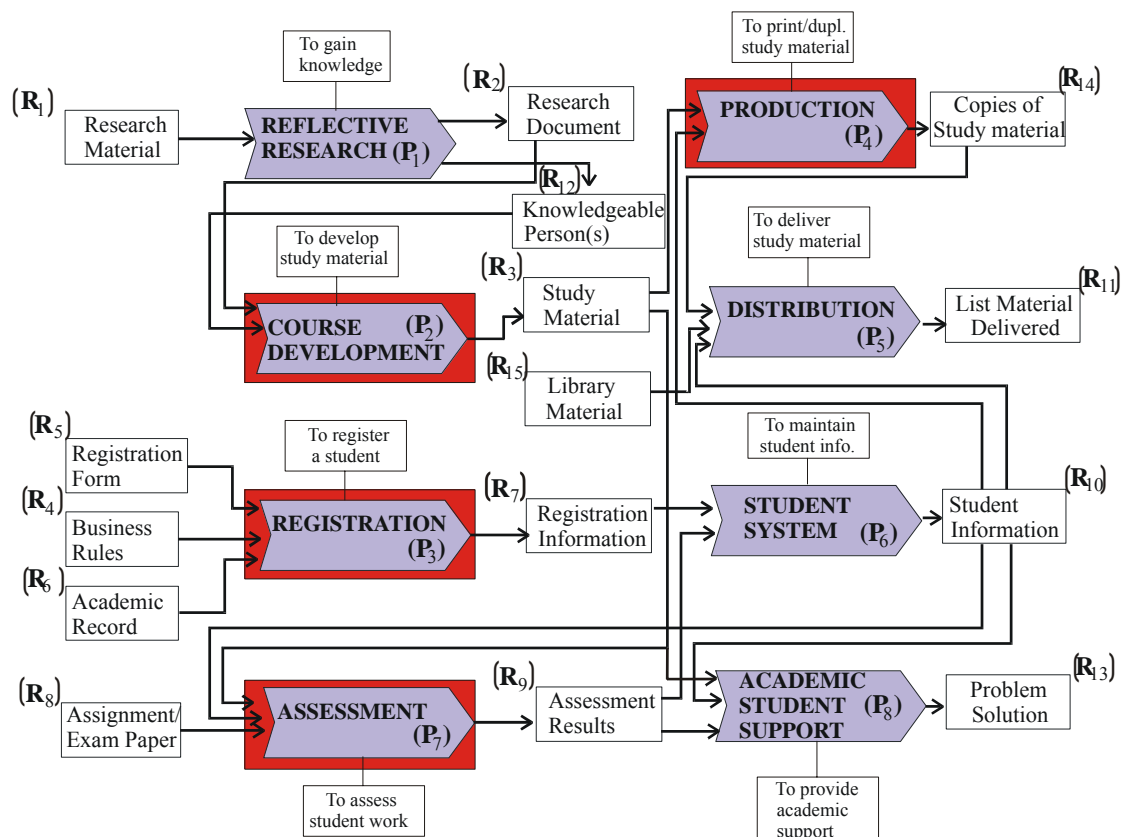 To gain
knowledge
(R1)
Research
Material
REFLECTIVE
RESEARCH (P1)
(R2)
Research
Document
(R12)
Knowledgeable
Person(s)
To print/dupl.
study material
PRODUCTION
(P4)
(R14)
Copies of
Study material
To develop
study material
COURSE (P2)
DEVELOPMENT
(R3)
Study
Material
(R15)
Library
Material
To deliver
study material
DISTRIBUTION
(P5)
(R11)
List Material
Delivered
(R5)
Registration
Form
(R4)
Business
Rules
(R6)
Academic
Record
To register
a student
REGISTRATION
(P3)
(R7)
Registration
Information
To maintain
student info.
STUDENT
SYSTEM (P6)
(R10)
Student
Information
(R8)
Assignment/
Exam Paper
ASSESSMENT
(P7)
To assess
student work
(R9)
Assessment
Results
ACADEMIC
STUDENT (P8)
SUPPORT
To provide
academic
support
(R13)
Problem
Solution